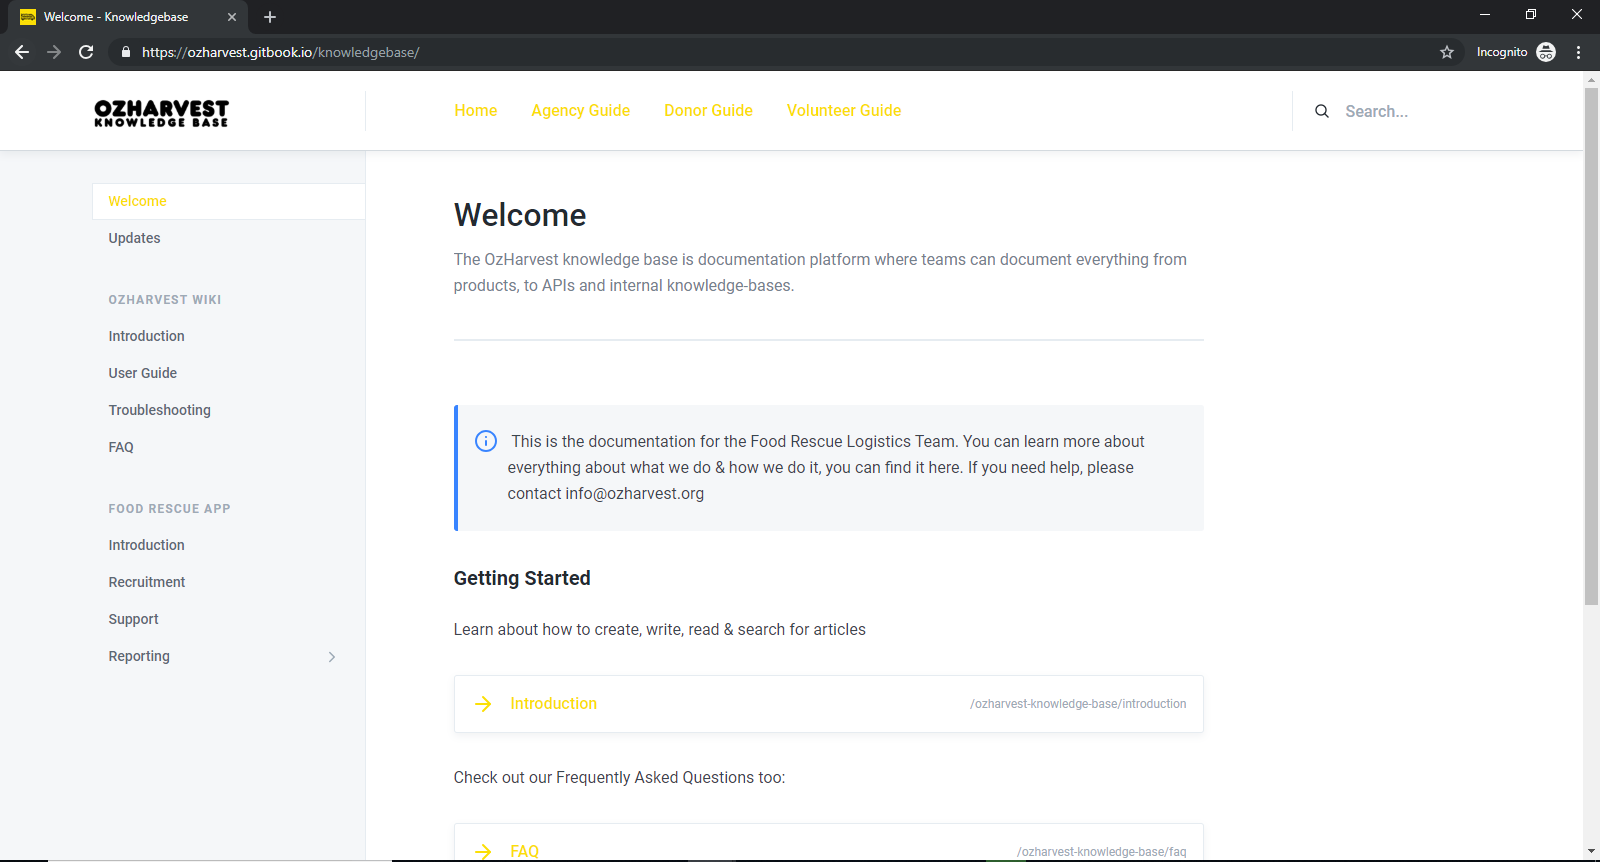 Welcome - Knowledgebase
https://ozharvest.gitbook.io/knowledgebase/
Incognito
OZHARVEST
KNOWLEDGE BASE
Home
Agency Guide
Donor Guide
Volunteer Guide
Search...
Welcome
Updates
OZHARVEST WIKI
Introduction
User Guide
Troubleshooting
FAQ
FOOD RESCUE APP
Introduction
Recruitment
Support
Reporting
Welcome
The OzHarvest knowledge base is documentation platform where teams can document everything from
products, to APIs and internal knowledge-bases.
This is the documentation for the Food Rescue Logistics Team. You can learn more about
everything about what we do & how we do it, you can find it here. If you need help, please
contact info@ozharvest.org
Getting Started
Learn about how to create, write, read & search for articles
Introduction
/ozharvest-knowledge-base/introduction
Check out our Frequently Asked Questions too:
FAQ
/ozharvest-knowledge-base/faq